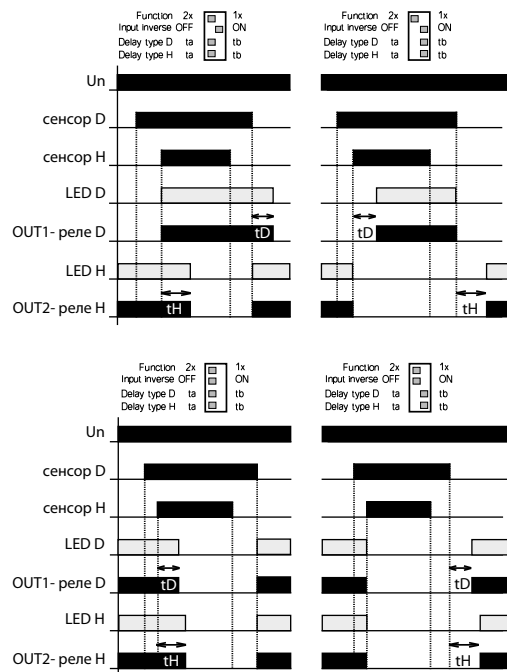 Function 2x 1x
Input inverse OFF ON
Delay type D ta tb
Delay type H ta tb
Function 2x 1x
Input inverse OFF ON
Delay type D ta tb
Delay type H ta tb
Un
сенсор D
сенсор H
LED D
OUT1- реле D
tD
tD
LED H
OUT2- реле H
tH
tH
Function 2x 1x
Input inverse OFF ON
Delay type D ta tb
Delay type H ta tb
Function 2x 1x
Input inverse OFF ON
Delay type D ta tb
Delay type H ta tb
Un
сенсор D
сенсор H
LED D
OUT1- реле D
tD
tD
LED H
OUT2- реле H
tH
tH